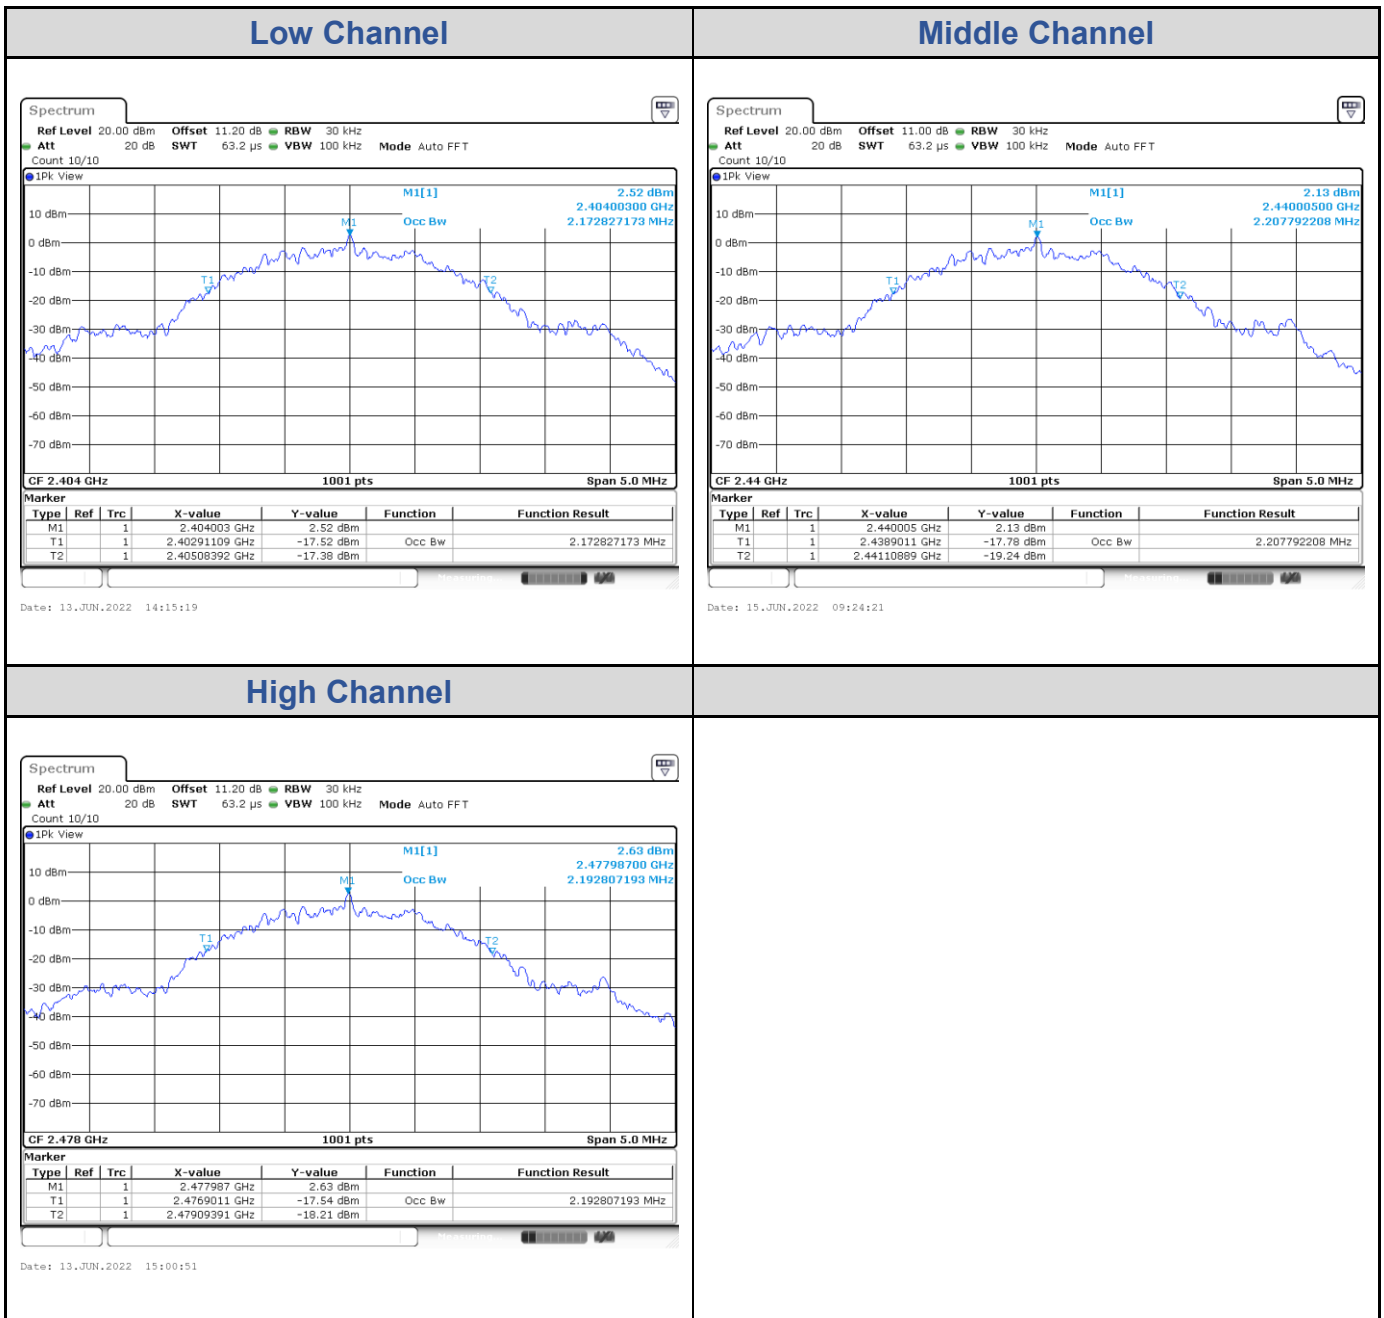 Low Channel
Middle Channel
Spectrum
Ref Level 20.00 dBm Offset 11.20 dB RBW 30 kHz
Att 20 dB SWT 63.2 µs VBW 100 kHz Mode Auto FFT
Count 10/10
1Pk View
M1[1] 2.52 dBm
2.40400300 GHz
Occ Bw 2.172827173 MHz
10 dBm
M1
0 dBm
-10 dBm
T1
T2
-20 dBm
-30 dBm
-40 dBm
-50 dBm
-60 dBm
-70 dBm
CF 2.404 GHz 1001 pts Span 5.0 MHz
Marker
Type Ref Trc X-value Y-value Function Function Result
M1 1 2.404003 GHz 2.52 dBm
T1 1 2.40291109 GHz -17.52 dBm Occ Bw 2.172827173 MHz
T2 1 2.40508392 GHz -17.38 dBm
Measuring
Date: 13.JUN.2022 14:15:19
Spectrum
Ref Level 20.00 dBm Offset 11.00 dB RBW 30 kHz
Att 20 dB SWT 63.2 µs VBW 100 kHz Mode Auto FFT
Count 10/10
1Pk View
M1[1] 2.13 dBm
2.44000500 GHz
Occ Bw 2.207792208 MHz
10 dBm
M1
0 dBm
-10 dBm
T1
T2
-20 dBm
-30 dBm
-40 dBm
-50 dBm
-60 dBm
-70 dBm
CF 2.44 GHz 1001 pts Span 5.0 MHz
Marker
Type Ref Trc X-value Y-value Function Function Result
M1 1 2.440005 GHz 2.13 dBm
T1 1 2.4389011 GHz -17.78 dBm Occ Bw 2.207792208 MHz
T2 1 2.44110889 GHz -19.24 dBm
Measuring
Date: 15.JUN.2022 09:24:21
High Channel
Spectrum
Ref Level 20.00 dBm Offset 11.20 dB RBW 30 kHz
Att 20 dB SWT 63.2 µs VBW 100 kHz Mode Auto FFT
Count 10/10
1Pk View
M1[1] 2.63 dBm
2.47798700 GHz
Occ Bw 2.192807193 MHz
10 dBm
M1
0 dBm
-10 dBm
T1
T2
-20 dBm
-30 dBm
-40 dBm
-50 dBm
-60 dBm
-70 dBm
CF 2.478 GHz 1001 pts Span 5.0 MHz
Marker
Type Ref Trc X-value Y-value Function Function Result
M1 1 2.477987 GHz 2.63 dBm
T1 1 2.4769011 GHz -17.54 dBm Occ Bw 2.192807193 MHz
T2 1 2.47909391 GHz -18.21 dBm
Measuring
Date: 13.JUN.2022 15:00:51